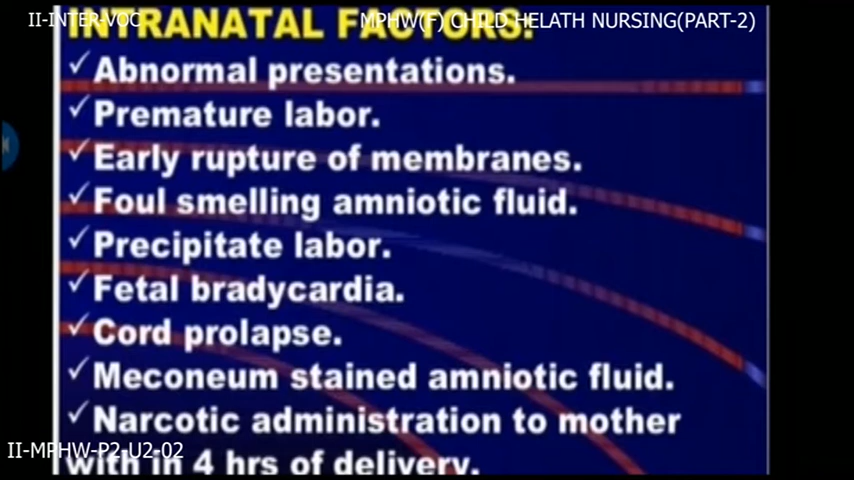 II-INTER-VOC
MPHW(F) CHILD HELATH NURSING(PART-2)
INTRANATAL FACTORS:
✓Abnormal presentations.
✓Premature labor.
✓Early rupture of membranes.
✓Foul smelling amniotic fluid.
✓Precipitate labor.
✓Fetal bradycardia.
✓Cord prolapse.
✓Meconeum stained amniotic fluid.
✓Narcotic administration to mother
with in 4 hrs of delivery.
II-MPHW-P2-U2-02